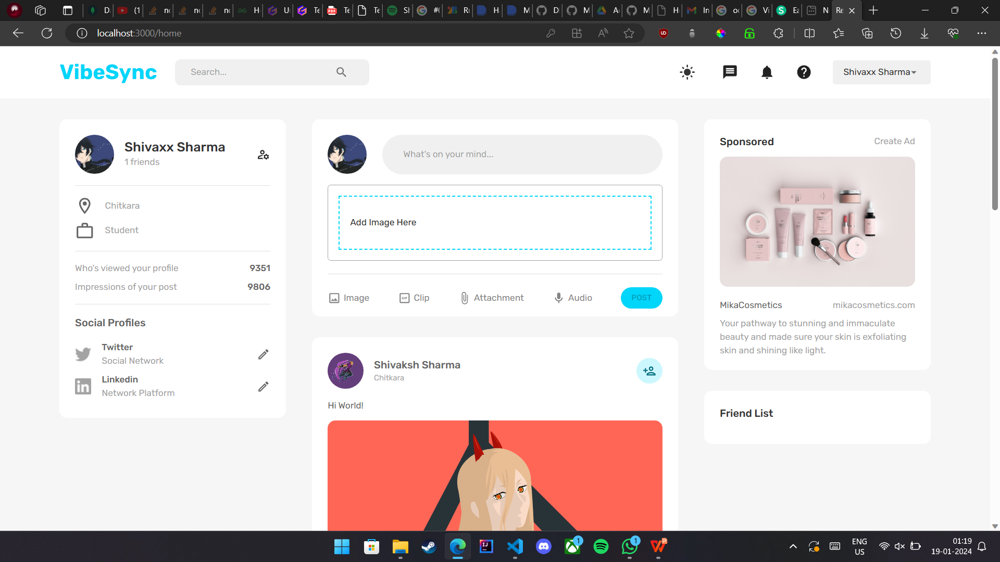 localhost:3000/home
VibeSync
Search...
Shivaxx Sharma
Shivaxx Sharma
1 friends
Chitkara
Student
Who's viewed your profile 9351
Impressions of your post 9806
Social Profiles
Twitter
Social Network
Linkedin
Network Platform
What's on your mind...
Add Image Here
Image Clip Attachment Audio POST
Shivaksh Sharma
Chitkara
Hi World!
Sponsored Create Ad
MikaCosmetics mikacosmetics.com
Your pathway to stunning and immaculate
beauty and made sure your skin is exfoliating
skin and shining like light.
Friend List
ENG
US
01:19
19-01-2024